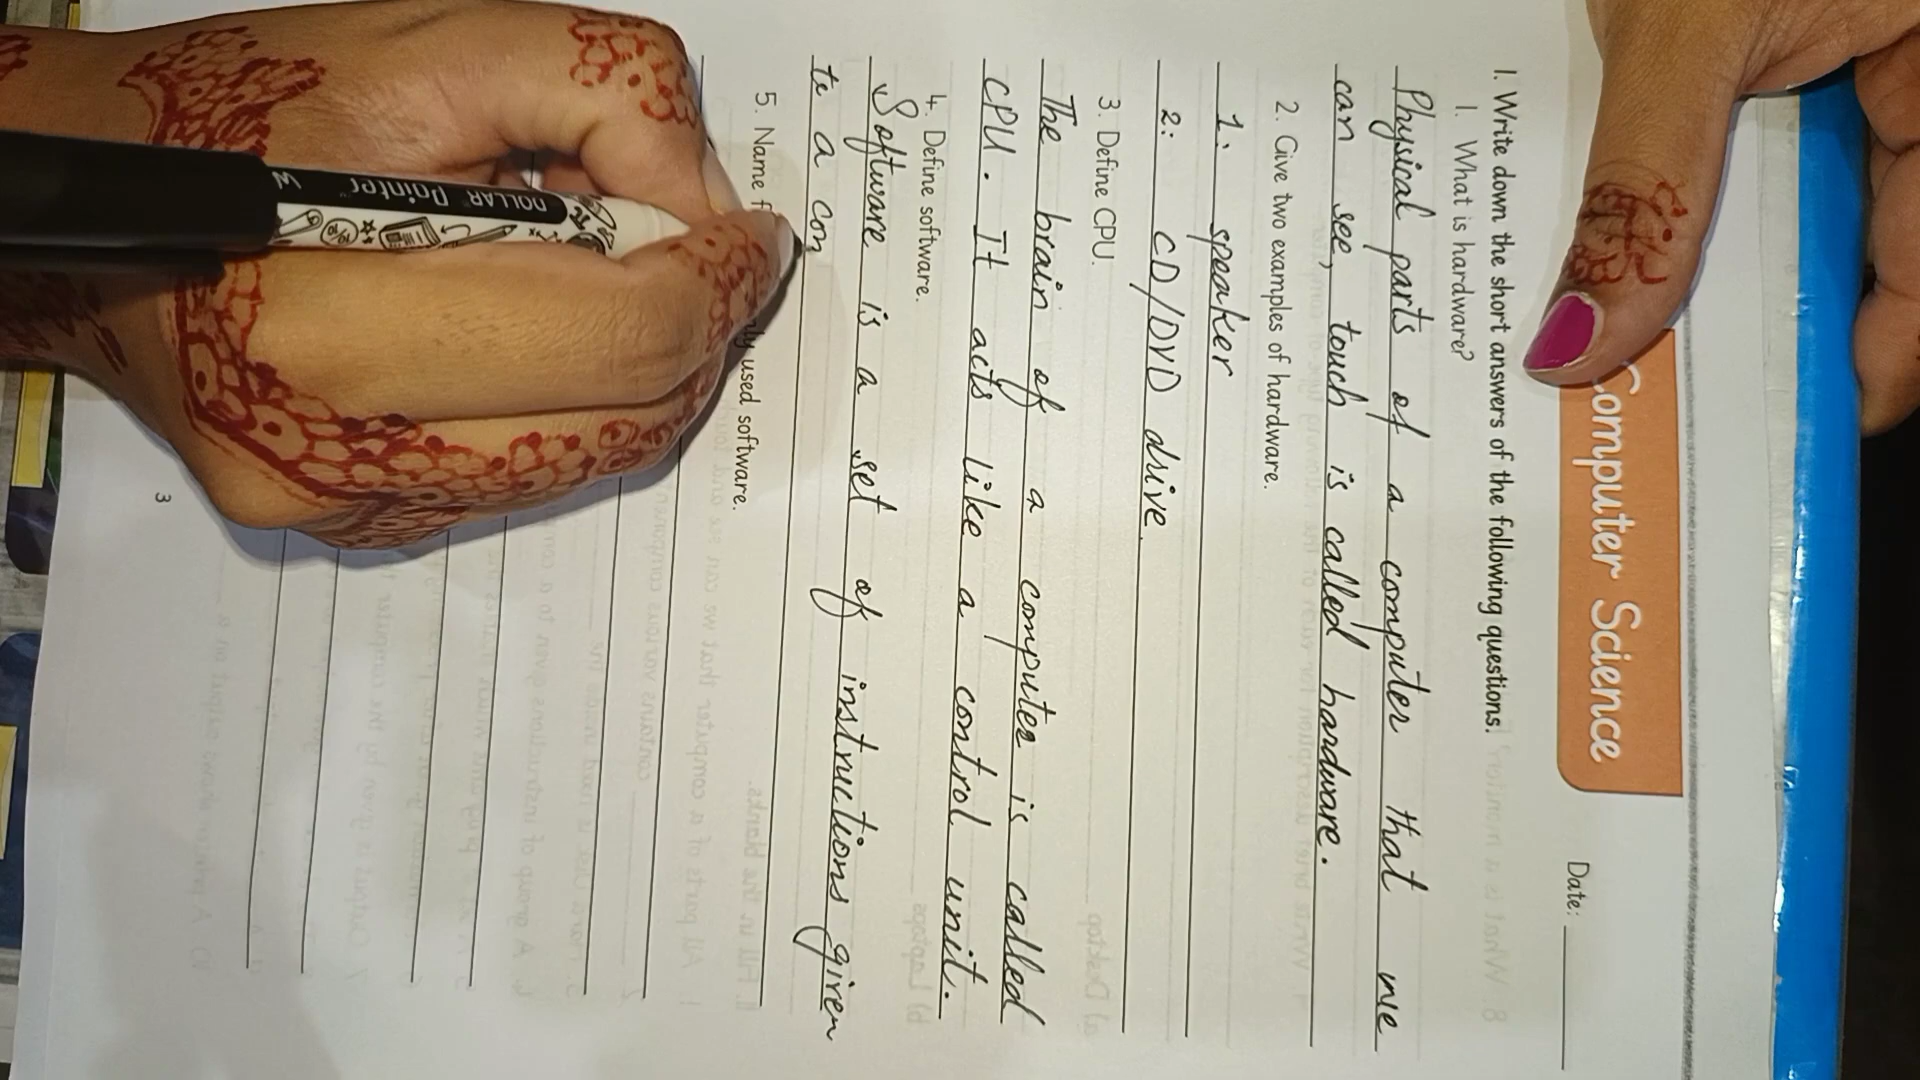 Computer Science
Date:
I. Write down the short answers of the following questions.
1. What is hardware?
Physical parts of a computer that we
can see, touch is called hardware.
2. Give two examples of hardware.
1: speaker
2: CD/DVD drive.
3. Define CPU.
The brain of a computer is called
CPU. It acts like a control unit.
4. Define software.
Software is a set of instructions given
to a com
5. Name
used software.
3
DOLLAR Pointer